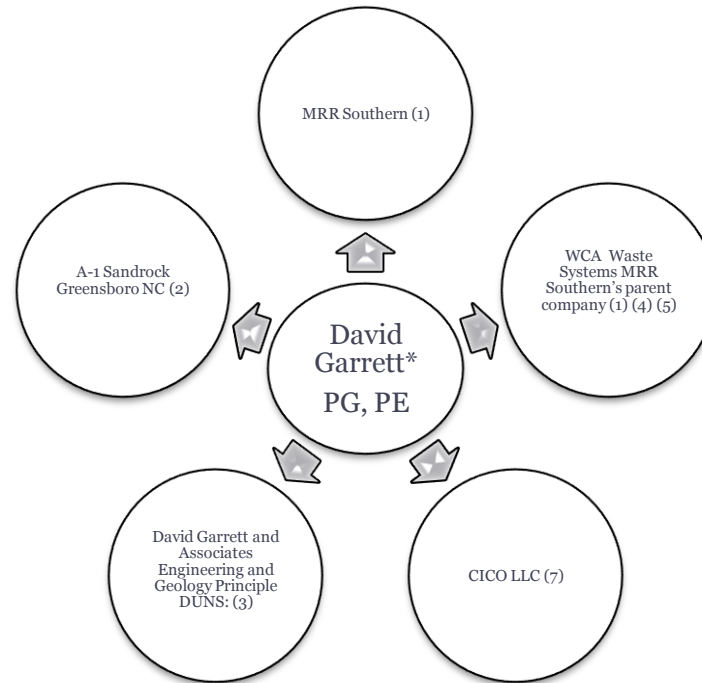 MRR Southern (1)
A-1 Sandrock
Greensboro NC (2)
WCA Waste
Systems MRR
Southern's parent
company (1) (4) (5)
David
Garrett*
PG, PE
David Garrett and
Associates
Engineering and
Geology Principle
DUNS: (3)
CICO LLC (7)